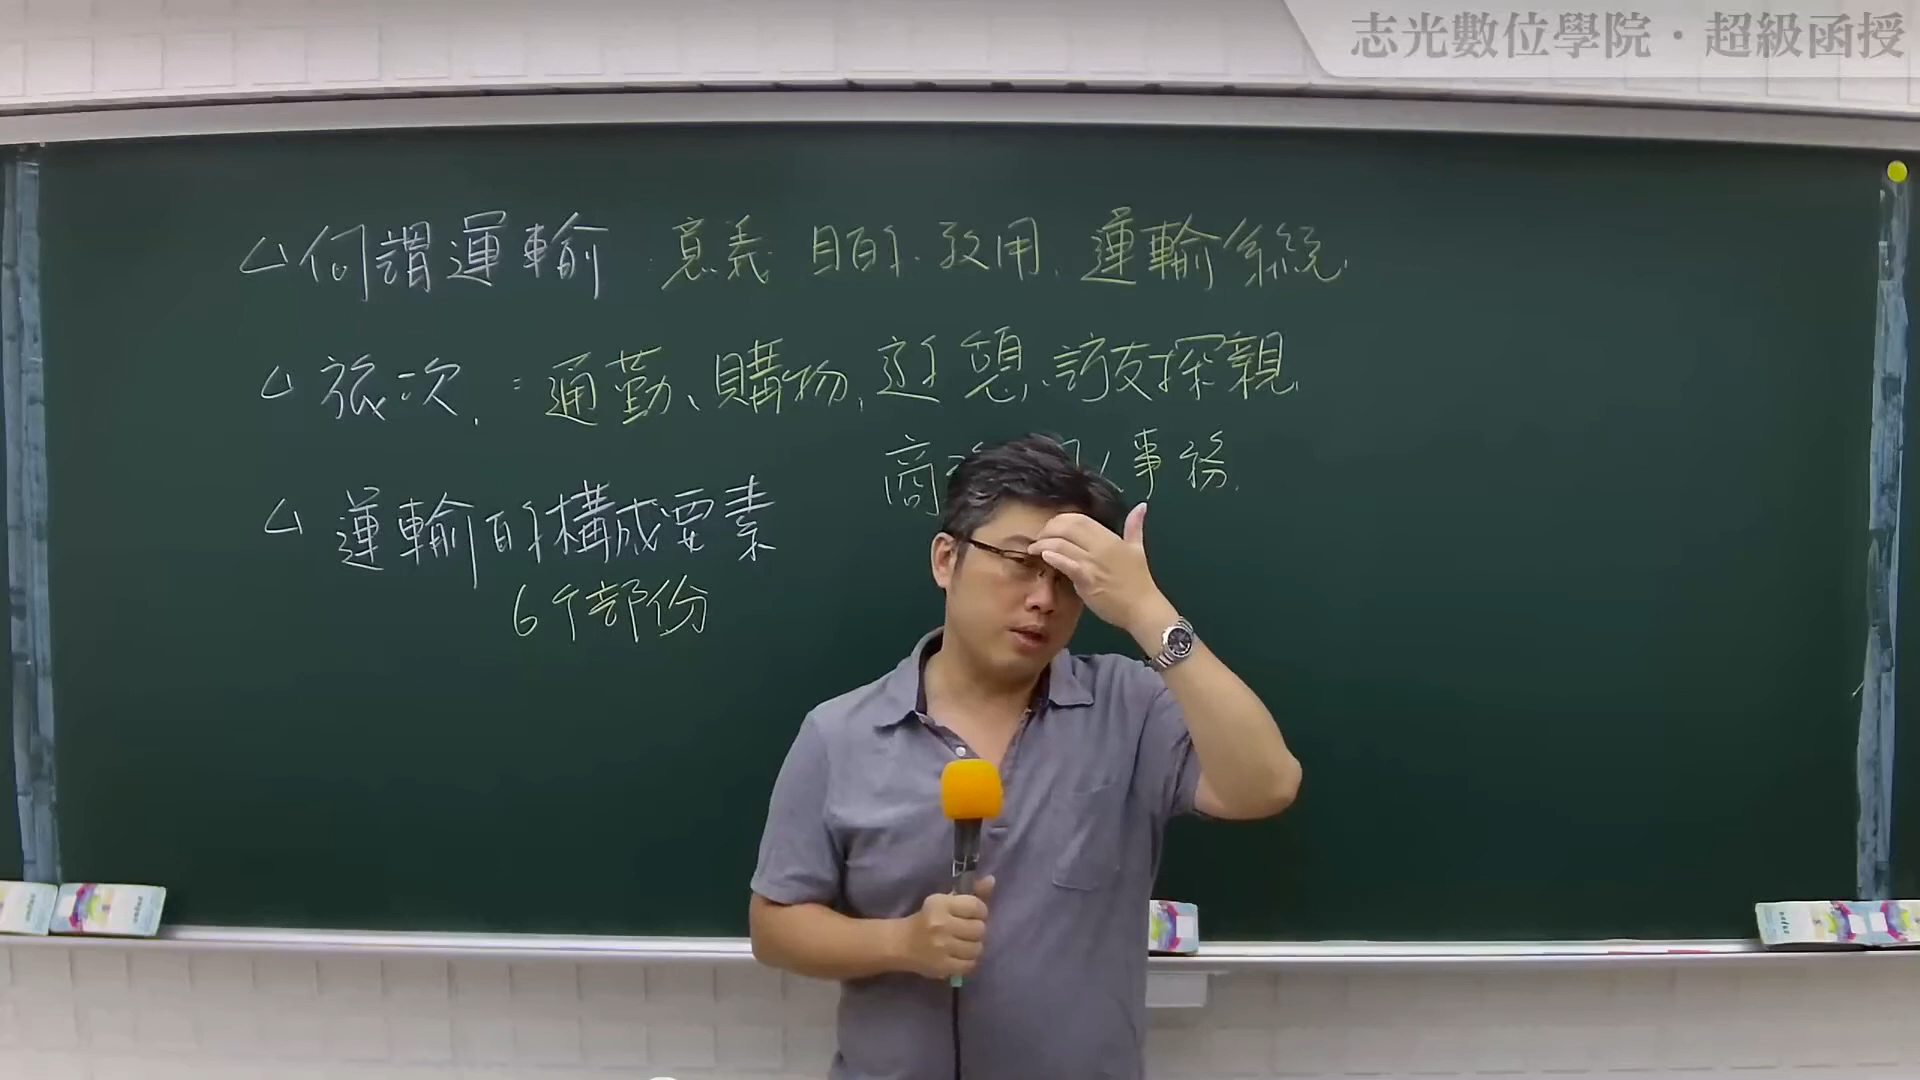 志光數位學院・超級函授
△何謂運輸:意義 目的、效用、運輸系統
△旅次:通勤、購物、遊憩、訪友探親
商 事務
△運輸的構成要素
6个部份